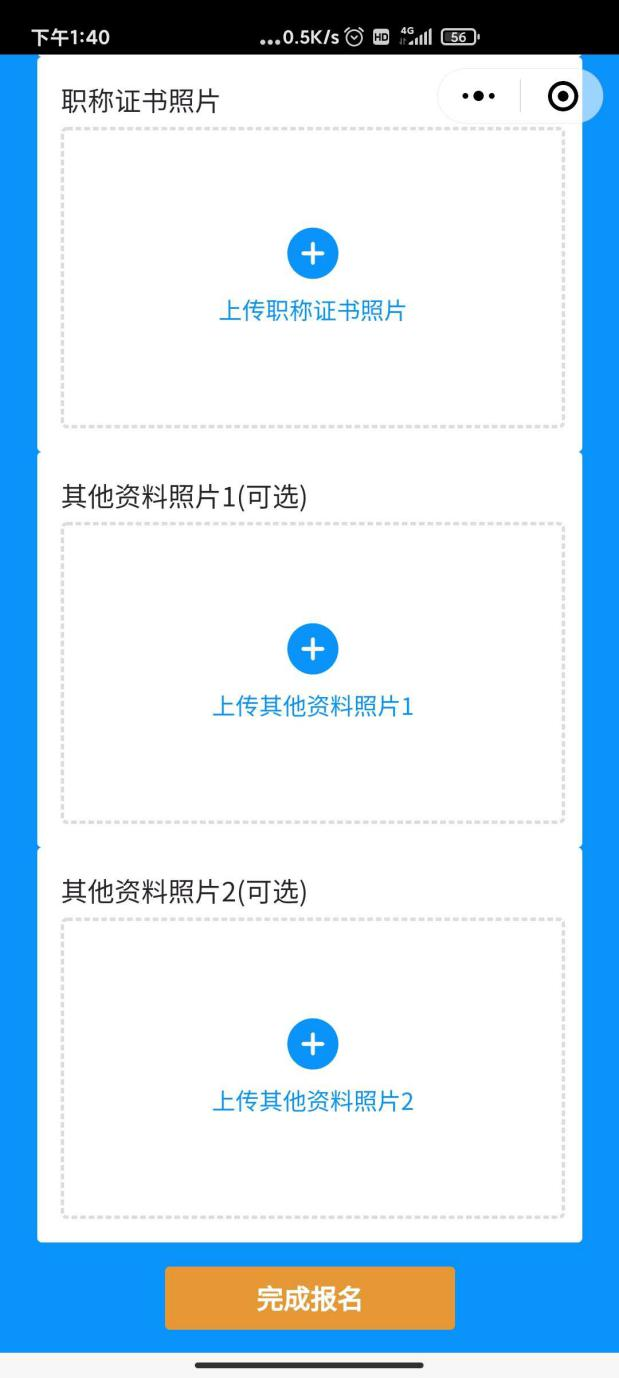 下午1:40
...0.5K/s HD 4G 56
职称证书照片
上传职称证书照片
其他资料照片1(可选)
上传其他资料照片1
其他资料照片2(可选)
上传其他资料照片2
完成报名